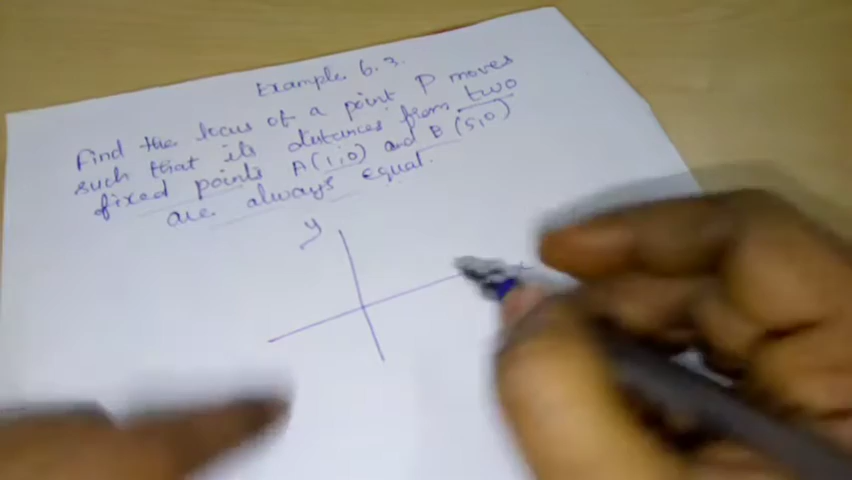 Example 6.3.
Find the locus of a point P moves
such that its distances from two
fixed points A(1,0) and B (5,0)
are always equal.
y
x